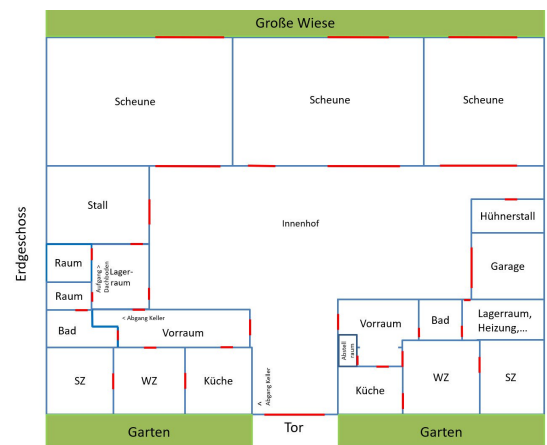 Große Wiese
Scheune
Scheune
Scheune
Erdgeschoss
Stall
Innenhof
Hühnerstall
Raum
Aufgang >
Dachboden
Lager-
raum
Garage
Raum
Bad
< Abgang Keller
Vorraum
Vorraum
Bad
Lagerraum,
Heizung,...
Abstell
raum
SZ
WZ
Küche
>
Abgang Keller
Küche
WZ
SZ
Garten
Tor
Garten